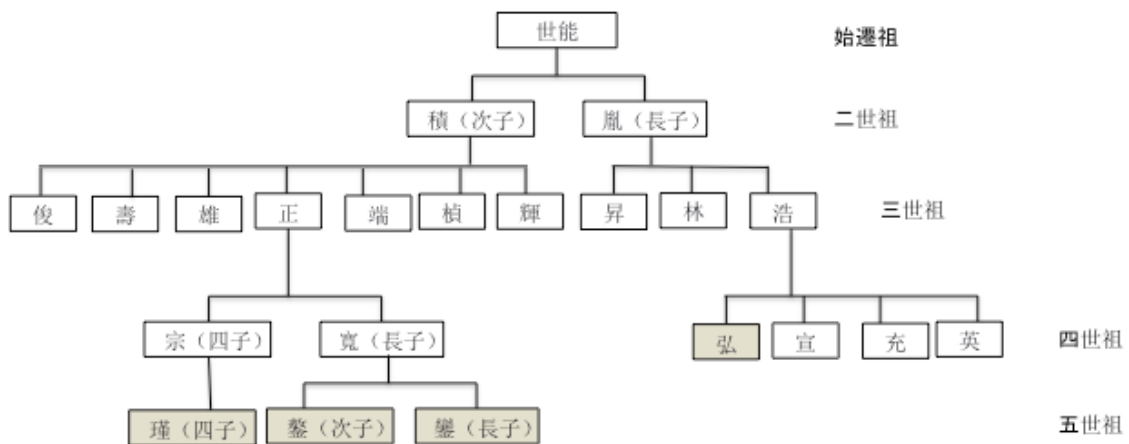 世能
始遷祖
積（次子）
胤（長子）
二世祖
俊
壽
雄
正
端
楨
輝
昇
林
浩
三世祖
宗（四子）
寬（長子）
弘
宣
充
英
四世祖
瑾（四子）
鏊（次子）
鑾（長子）
五世祖